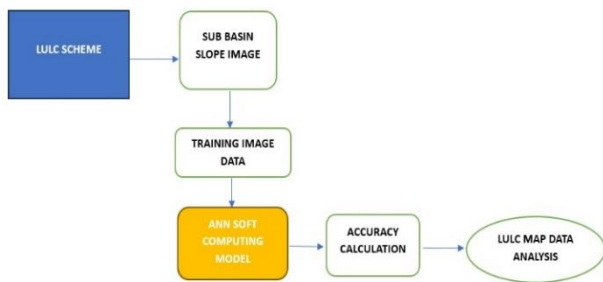 LULC SCHEME
SUB BASIN
SLOPE IMAGE
TRAINING IMAGE
DATA
ANN SOFT
COMPUTING
MODEL
ACCURACY
CALCULATION
LULC MAP DATA
ANALYSIS